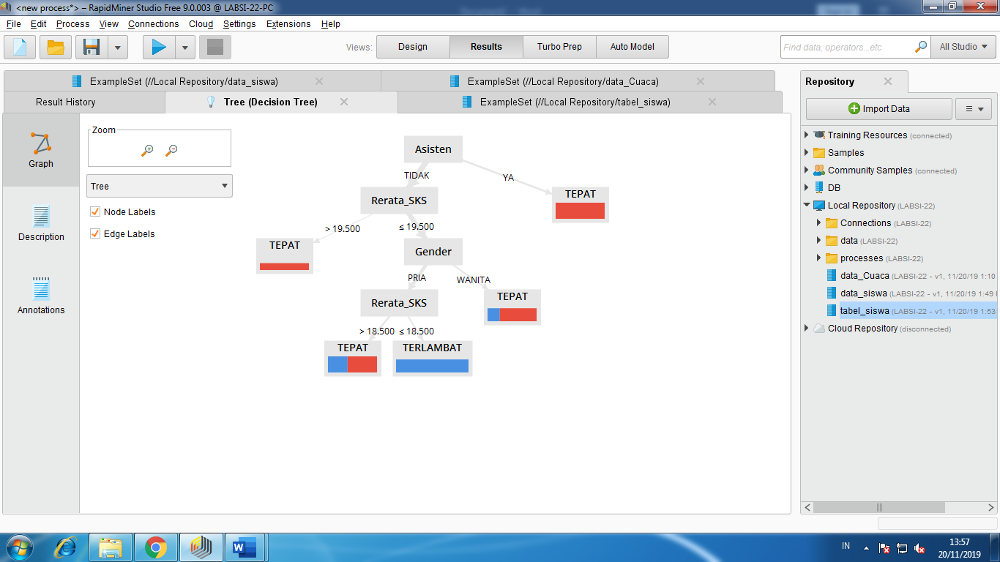 <new process*> – RapidMiner Studio Free 9.0.003 @ LABSI-22-PC
File Edit Process View Connections Cloud Settings Extensions Help
Views: Design Results Turbo Prep Auto Model Find data, operators...etc All Studio
ExampleSet (//Local Repository/data_siswa) ExampleSet (//Local Repository/data_Cuaca)
Result History Tree (Decision Tree) ExampleSet (//Local Repository/tabel_siswa)
Graph
Description
Annotations
Zoom
Tree
Node Labels
Edge Labels
Asisten
TIDAK YA
Rerata_SKS TEPAT
> 19.500 ≤ 19.500
TEPAT Gender
PRIA WANITA
Rerata_SKS TEPAT
> 18.500 ≤ 18.500
TEPAT TERLAMBAT
Repository
Import Data
Training Resources (connected)
Samples
Community Samples (connected)
DB
Local Repository (LABSI-22)
Connections (LABSI-22)
data (LABSI-22)
processes (LABSI-22)
data_Cuaca (LABSI-22 - v1, 11/20/19 1:10
data_siswa (LABSI-22 - v1, 11/20/19 1:49
tabel_siswa (LABSI-22 - v1, 11/20/19 1:53
Cloud Repository (disconnected)
IN 13:57
20/11/2019